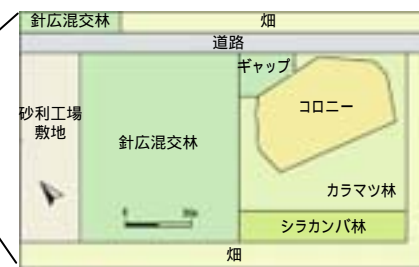 針広混交林
畑
道路
ギャップ
コロニー
砂利工場
敷地
針広混交林
カラマツ林
シラカンバ林
畑